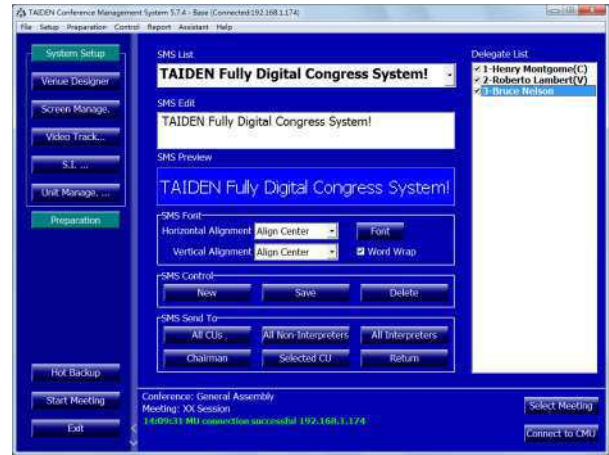 TAIDEN Conference Management System 5.7.4 - Base (Connected:192.168.1.174)
File Setup Preparation Control Report Assistant Help
System Setup
Venue Designer
Screen Manage.
Video Track...
S.I. ...
Unit Manage. ...
Preparation
Hot Backup
Start Meeting
Exit
SMS List
TAIDEN Fully Digital Congress System!
SMS Edit
TAIDEN Fully Digital Congress System!
SMS Preview
TAIDEN Fully Digital Congress System!
SMS Font
Horizontal Alignment Align Center Font
Vertical Alignment Align Center Word Wrap
SMS Control
New Save Delete
SMS Send To
All CUs All Non-Interpreters All Interpreters
Chairman Selected CU Return
Delegate List
1-Henry Montgome(C)
2-Roberto Lambert(V)
3-Bruce Nelson
Conference: General Assembly
Meeting: XX Session
14:09:31 MU connection successful 192.168.1.174
Select Meeting
Connect to CMU